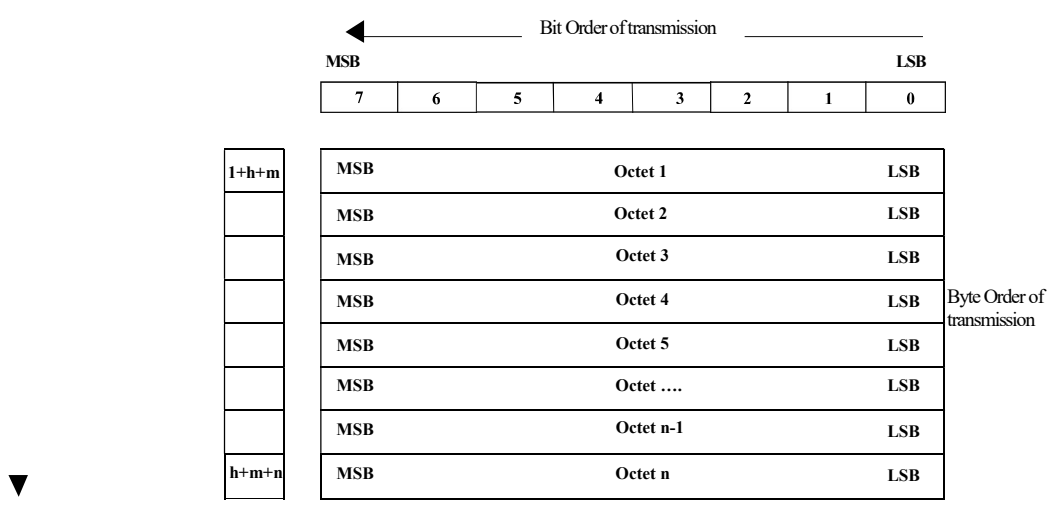 Bit Order of transmission
MSB LSB
7 6 5 4 3 2 1 0
1+h+m MSB Octet 1 LSB
MSB Octet 2 LSB
MSB Octet 3 LSB
MSB Octet 4 LSB
Byte Order of
transmission
MSB Octet 5 LSB
MSB Octet …. LSB
MSB Octet n-1 LSB
h+m+n MSB Octet n LSB